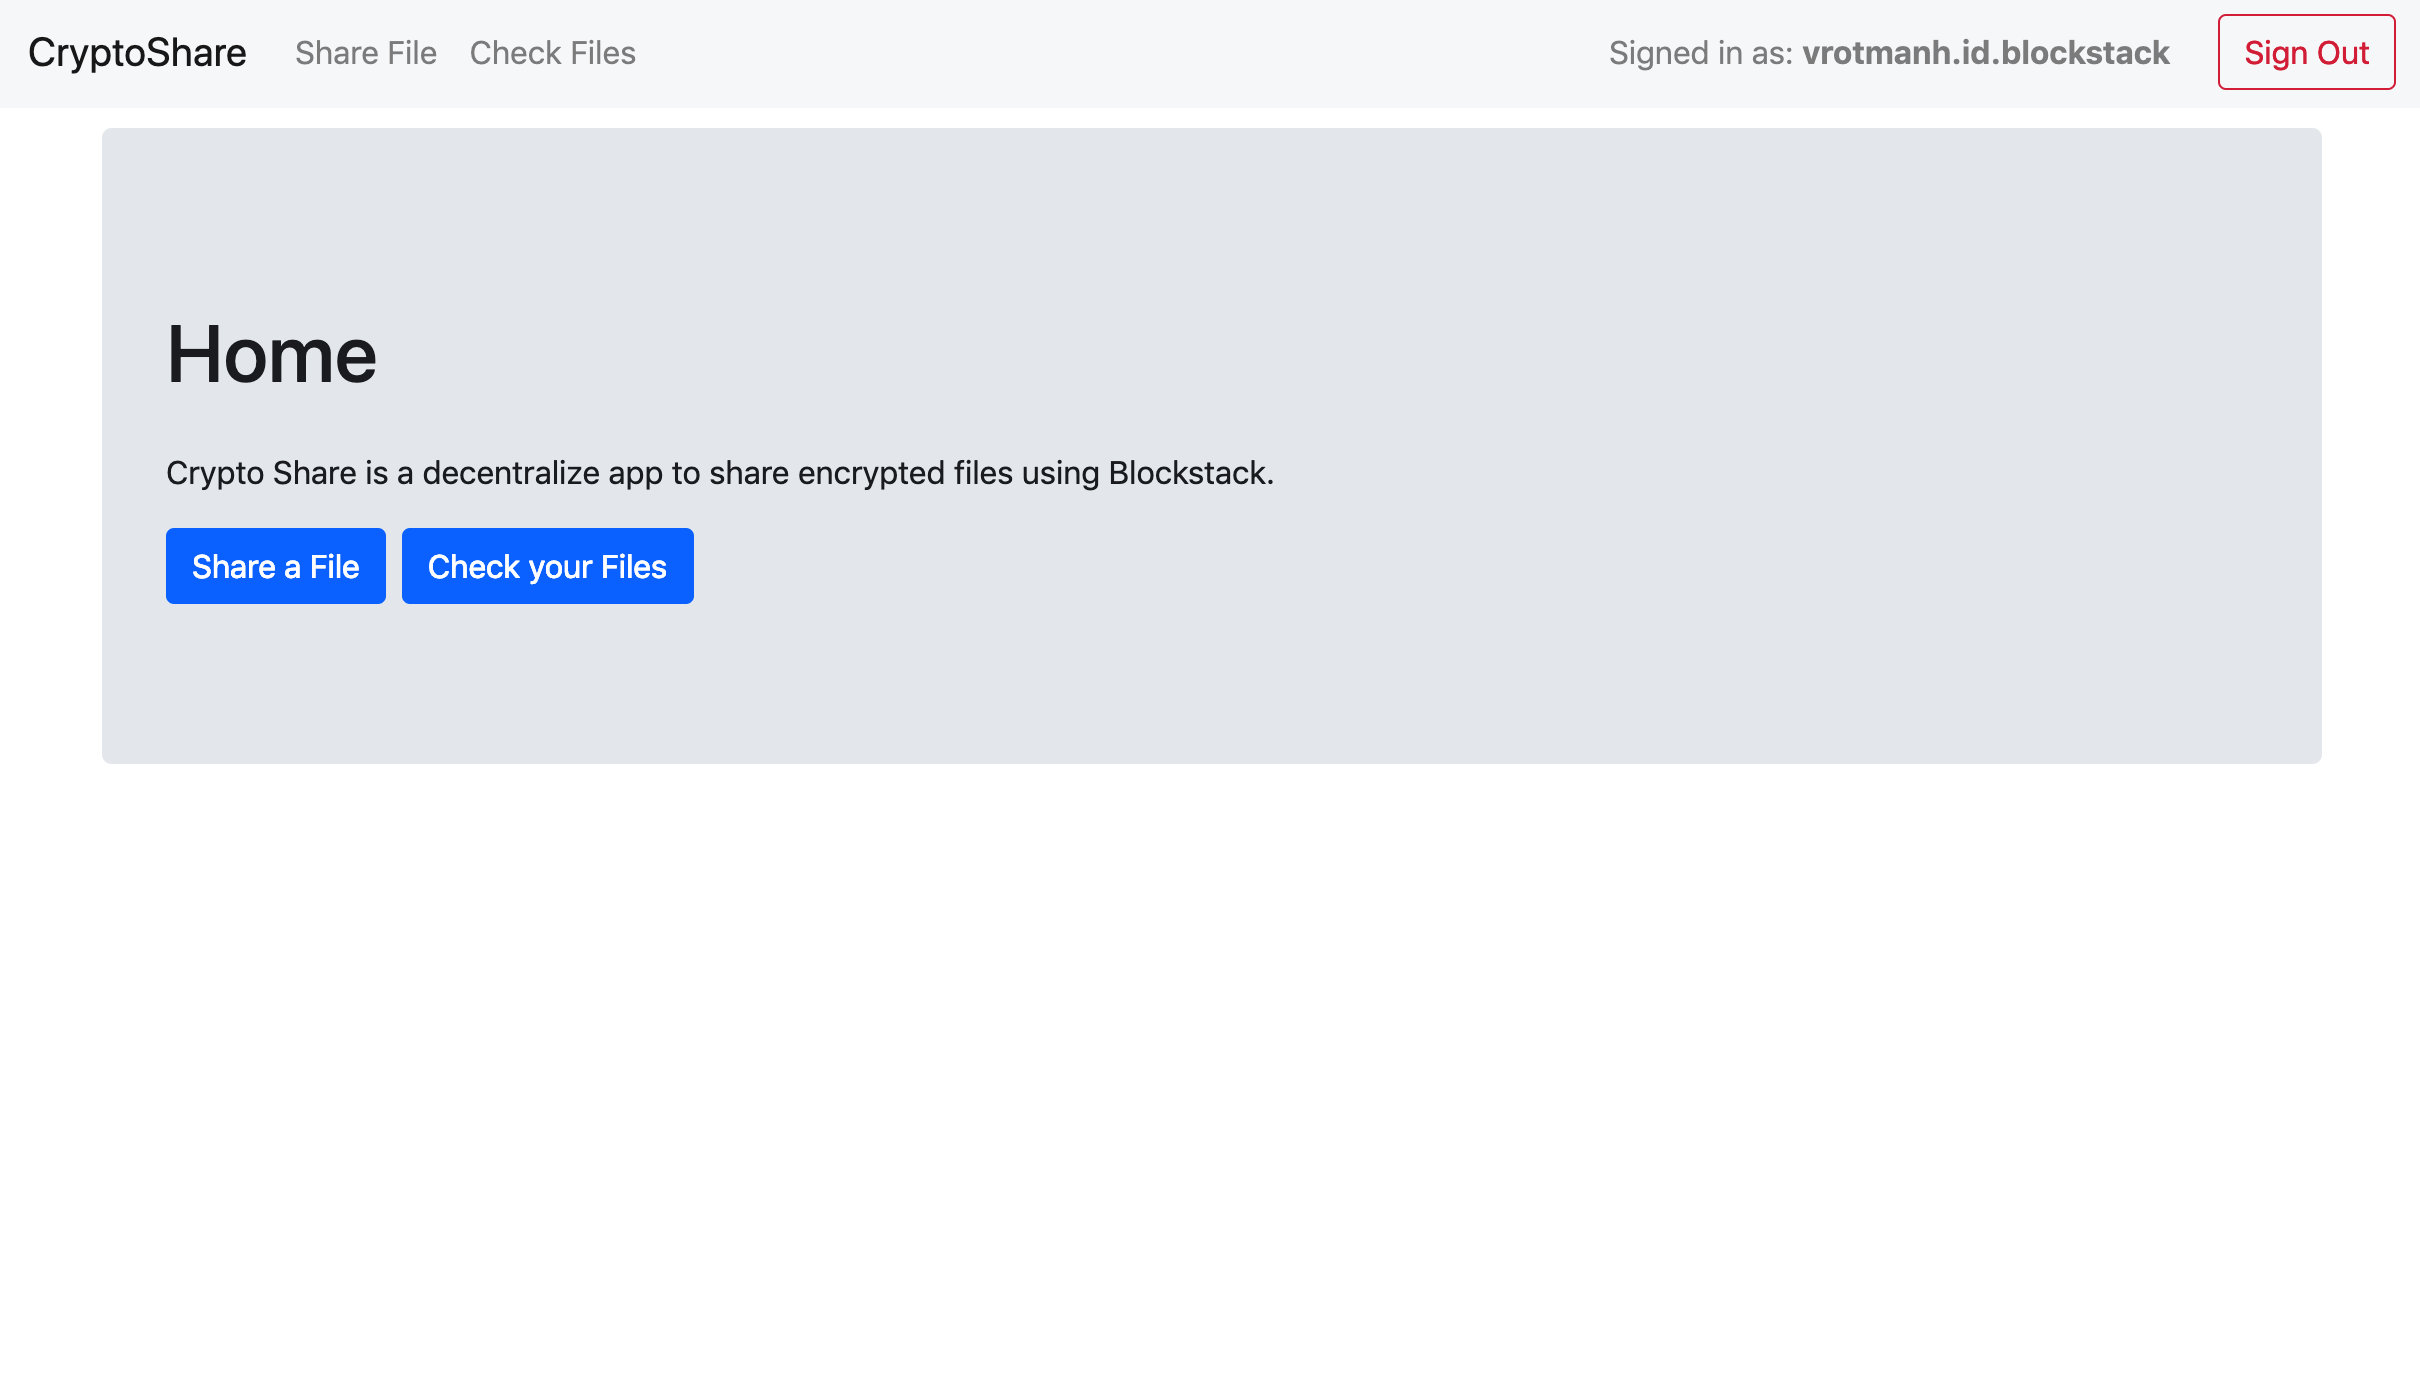 CryptoShare Share File Check Files Signed in as: vrotmanh.id.blockstack Sign Out
Home
Crypto Share is a decentralize app to share encrypted files using Blockstack.
Share a File Check your Files